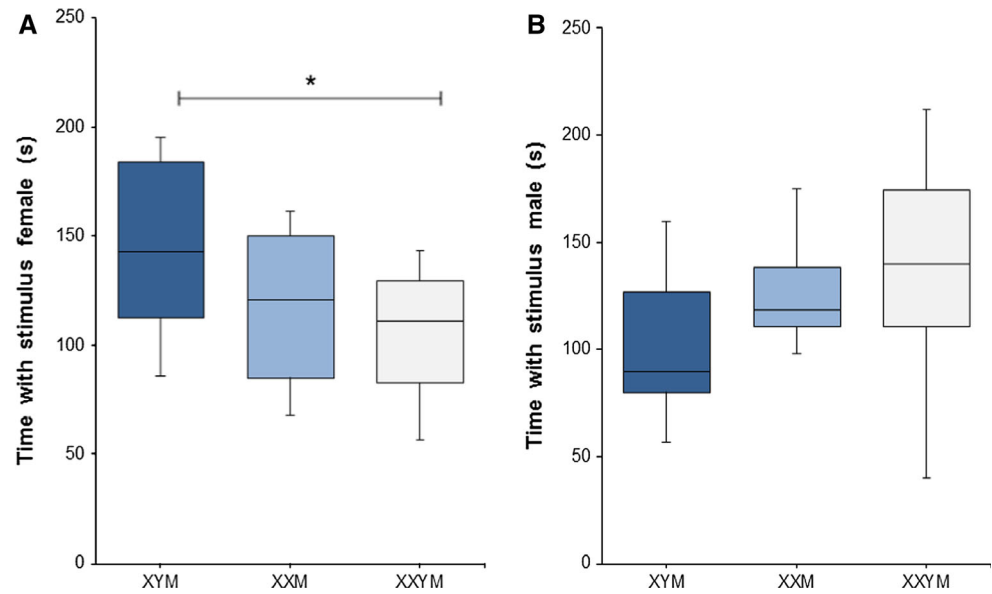 A
Time with stimulus female (s)
250
200
150
100
50
0
*
XYM XXM XXYM
B
Time with stimulus male (s)
250
200
150
100
50
0
XYM XXM XXYM